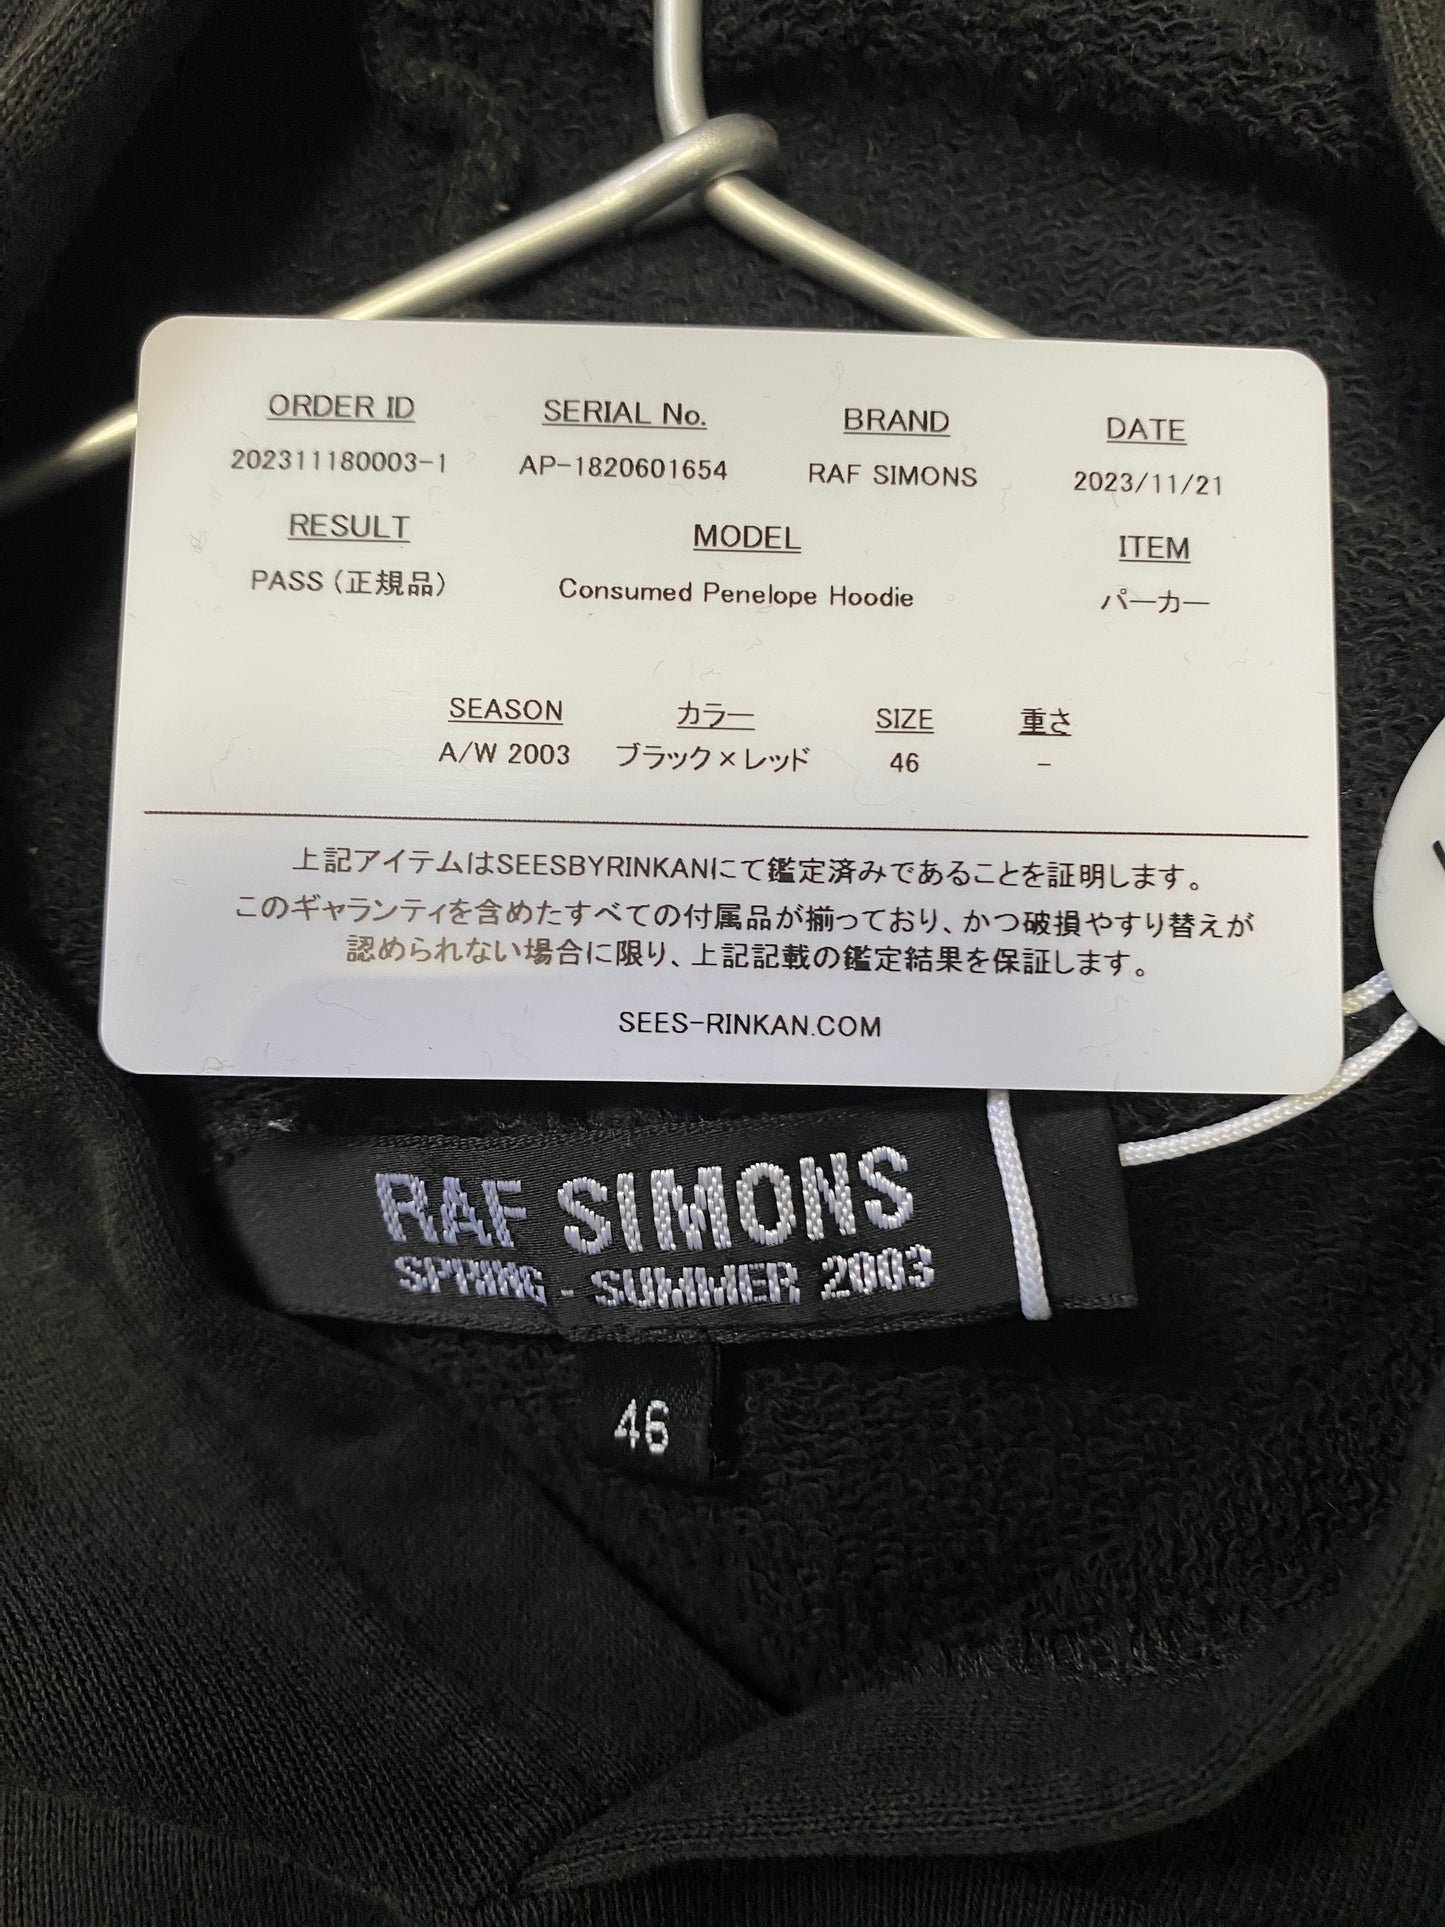 ORDER ID SERIAL No. BRAND DATE
202311180003-1 AP-1820601654 RAF SIMONS 2023/11/21
RESULT MODEL ITEM
PASS (正規品) Consumed Penelope Hoodie パーカー
SEASON カラー SIZE 重さ
A/W 2003 ブラック×レッド 46 -
上記アイテムはSEESBYRINKANにて鑑定済みであることを証明します。
このギャランティを含めたすべての付属品が揃っており、かつ破損やすり替えが
認められない場合に限り、上記記載の鑑定結果を保証します。
SEES-RINKAN.COM
RAF SIMONS
SPRING - SUMMER 2003
46